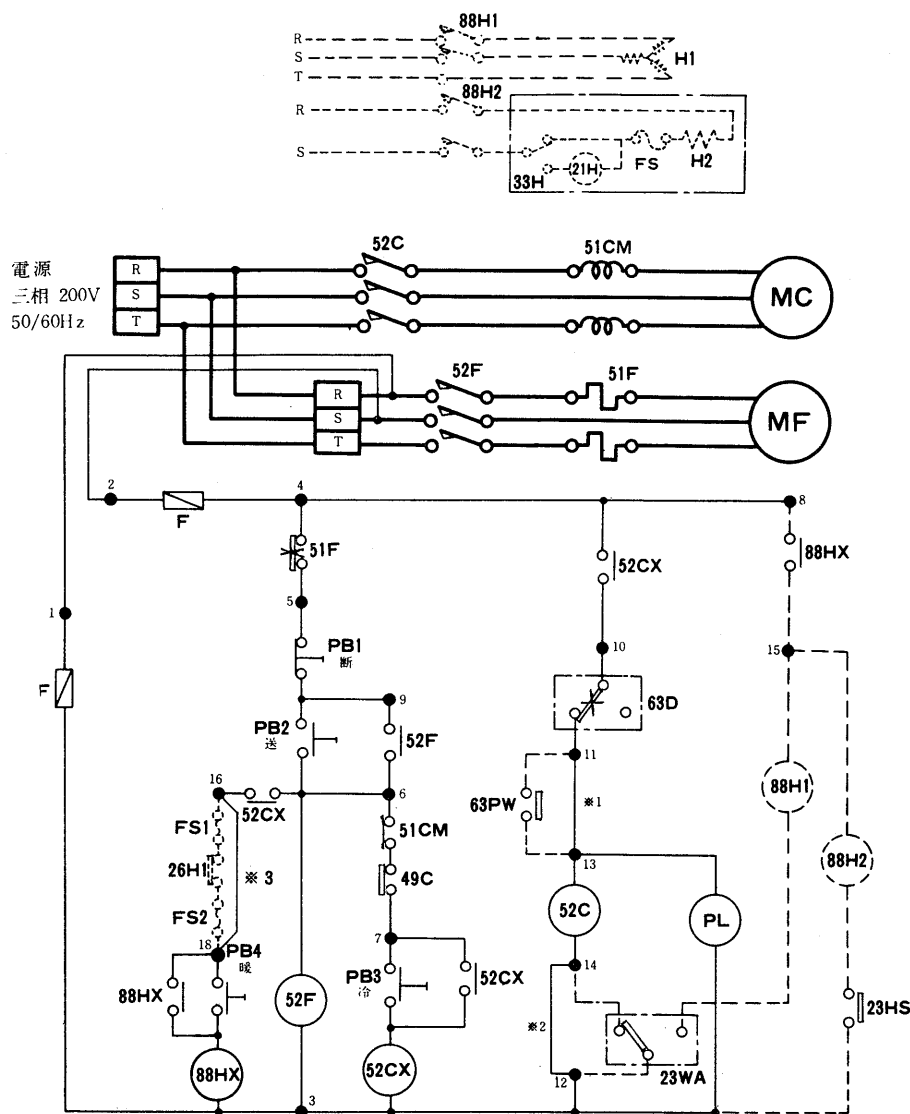 88H1
R
S
H1
T
88H2
R
S
FS
H2
21H
33H
52C
51CM
電源
三相 200V
50/60Hz
R
S
T
MC
52F
51F
R
S
T
MF
2
F
4
8
51F
52CX
88HX
5
1
PB1
断
10
15
F
9
63D
PB2
送
52F
11
16
52CX
6
63PW
※1
88H1
FS1
51CM
26H1
※3
49C
13
88H2
FS2
52C
PL
18
PB4
暖
7
PB3
冷
52CX
14
88HX
52F
※2
23HS
88HX
52CX
12
23WA
3